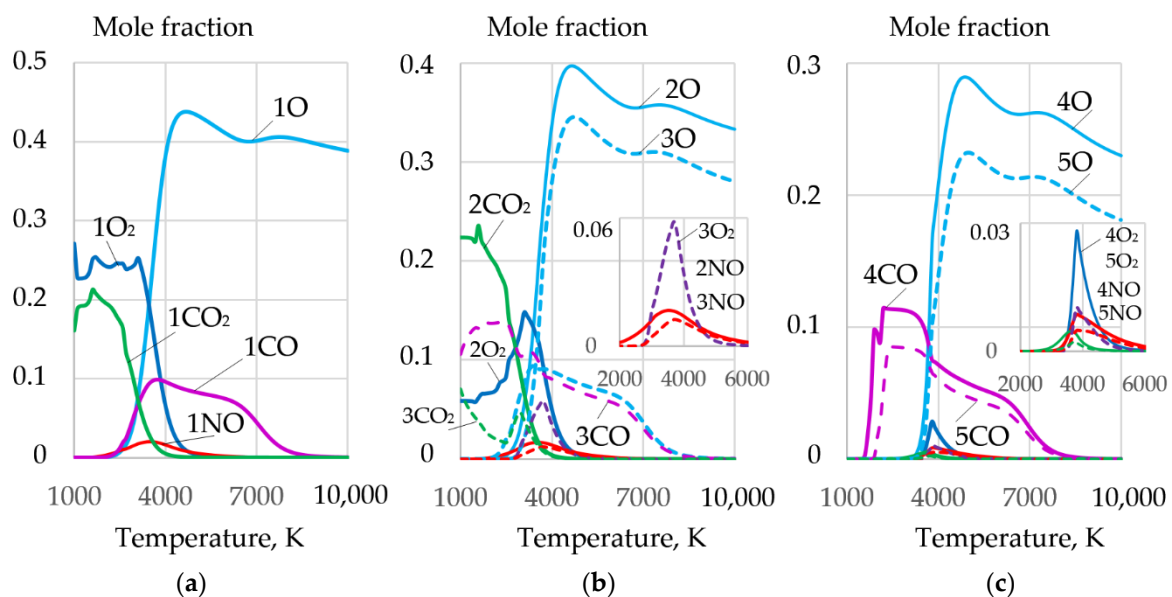 Mole fraction
0.5
0.4
0.3
0.2
0.1
0
1O
1O₂
1CO₂
1CO
1NO
1000 4000 7000 10,000
Temperature, K
(a)
Mole fraction
0.4
0.3
0.2
0.1
0
2O
3O
2CO₂
0.06
3O₂
2NO
3NO
0
2000 4000 6000
2O₂
3CO₂
3CO
1000 4000 7000 10,000
Temperature, K
(b)
Mole fraction
0.3
0.2
0.1
0
4O
5O
0.03
4O₂
5O₂
4NO
5NO
0
2000 4000 6000
4CO
5CO
1000 4000 7000 10,000
Temperature, K
(c)